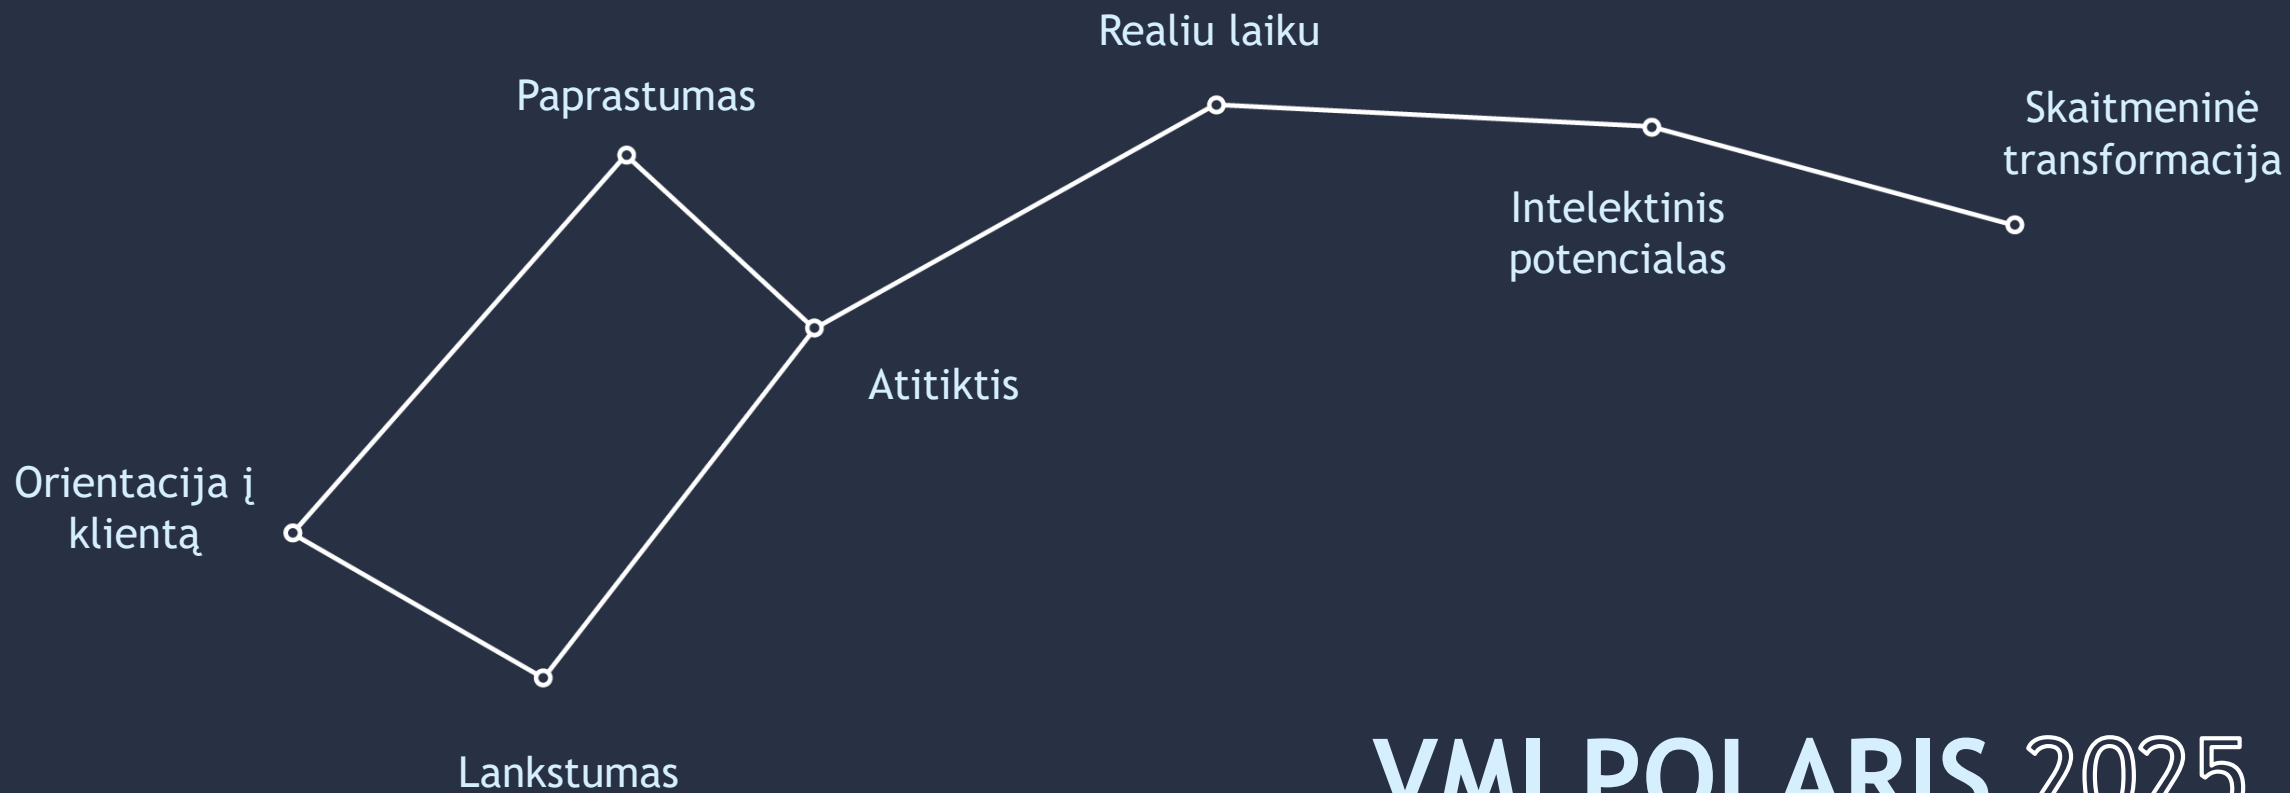 Realiu laiku
Paprastumas
Skaitmeninė
transformacija
Intelektinis
potencialas
Atitiktis
Orientacija į
klientą
Lankstumas
VMI POLARIS 2025